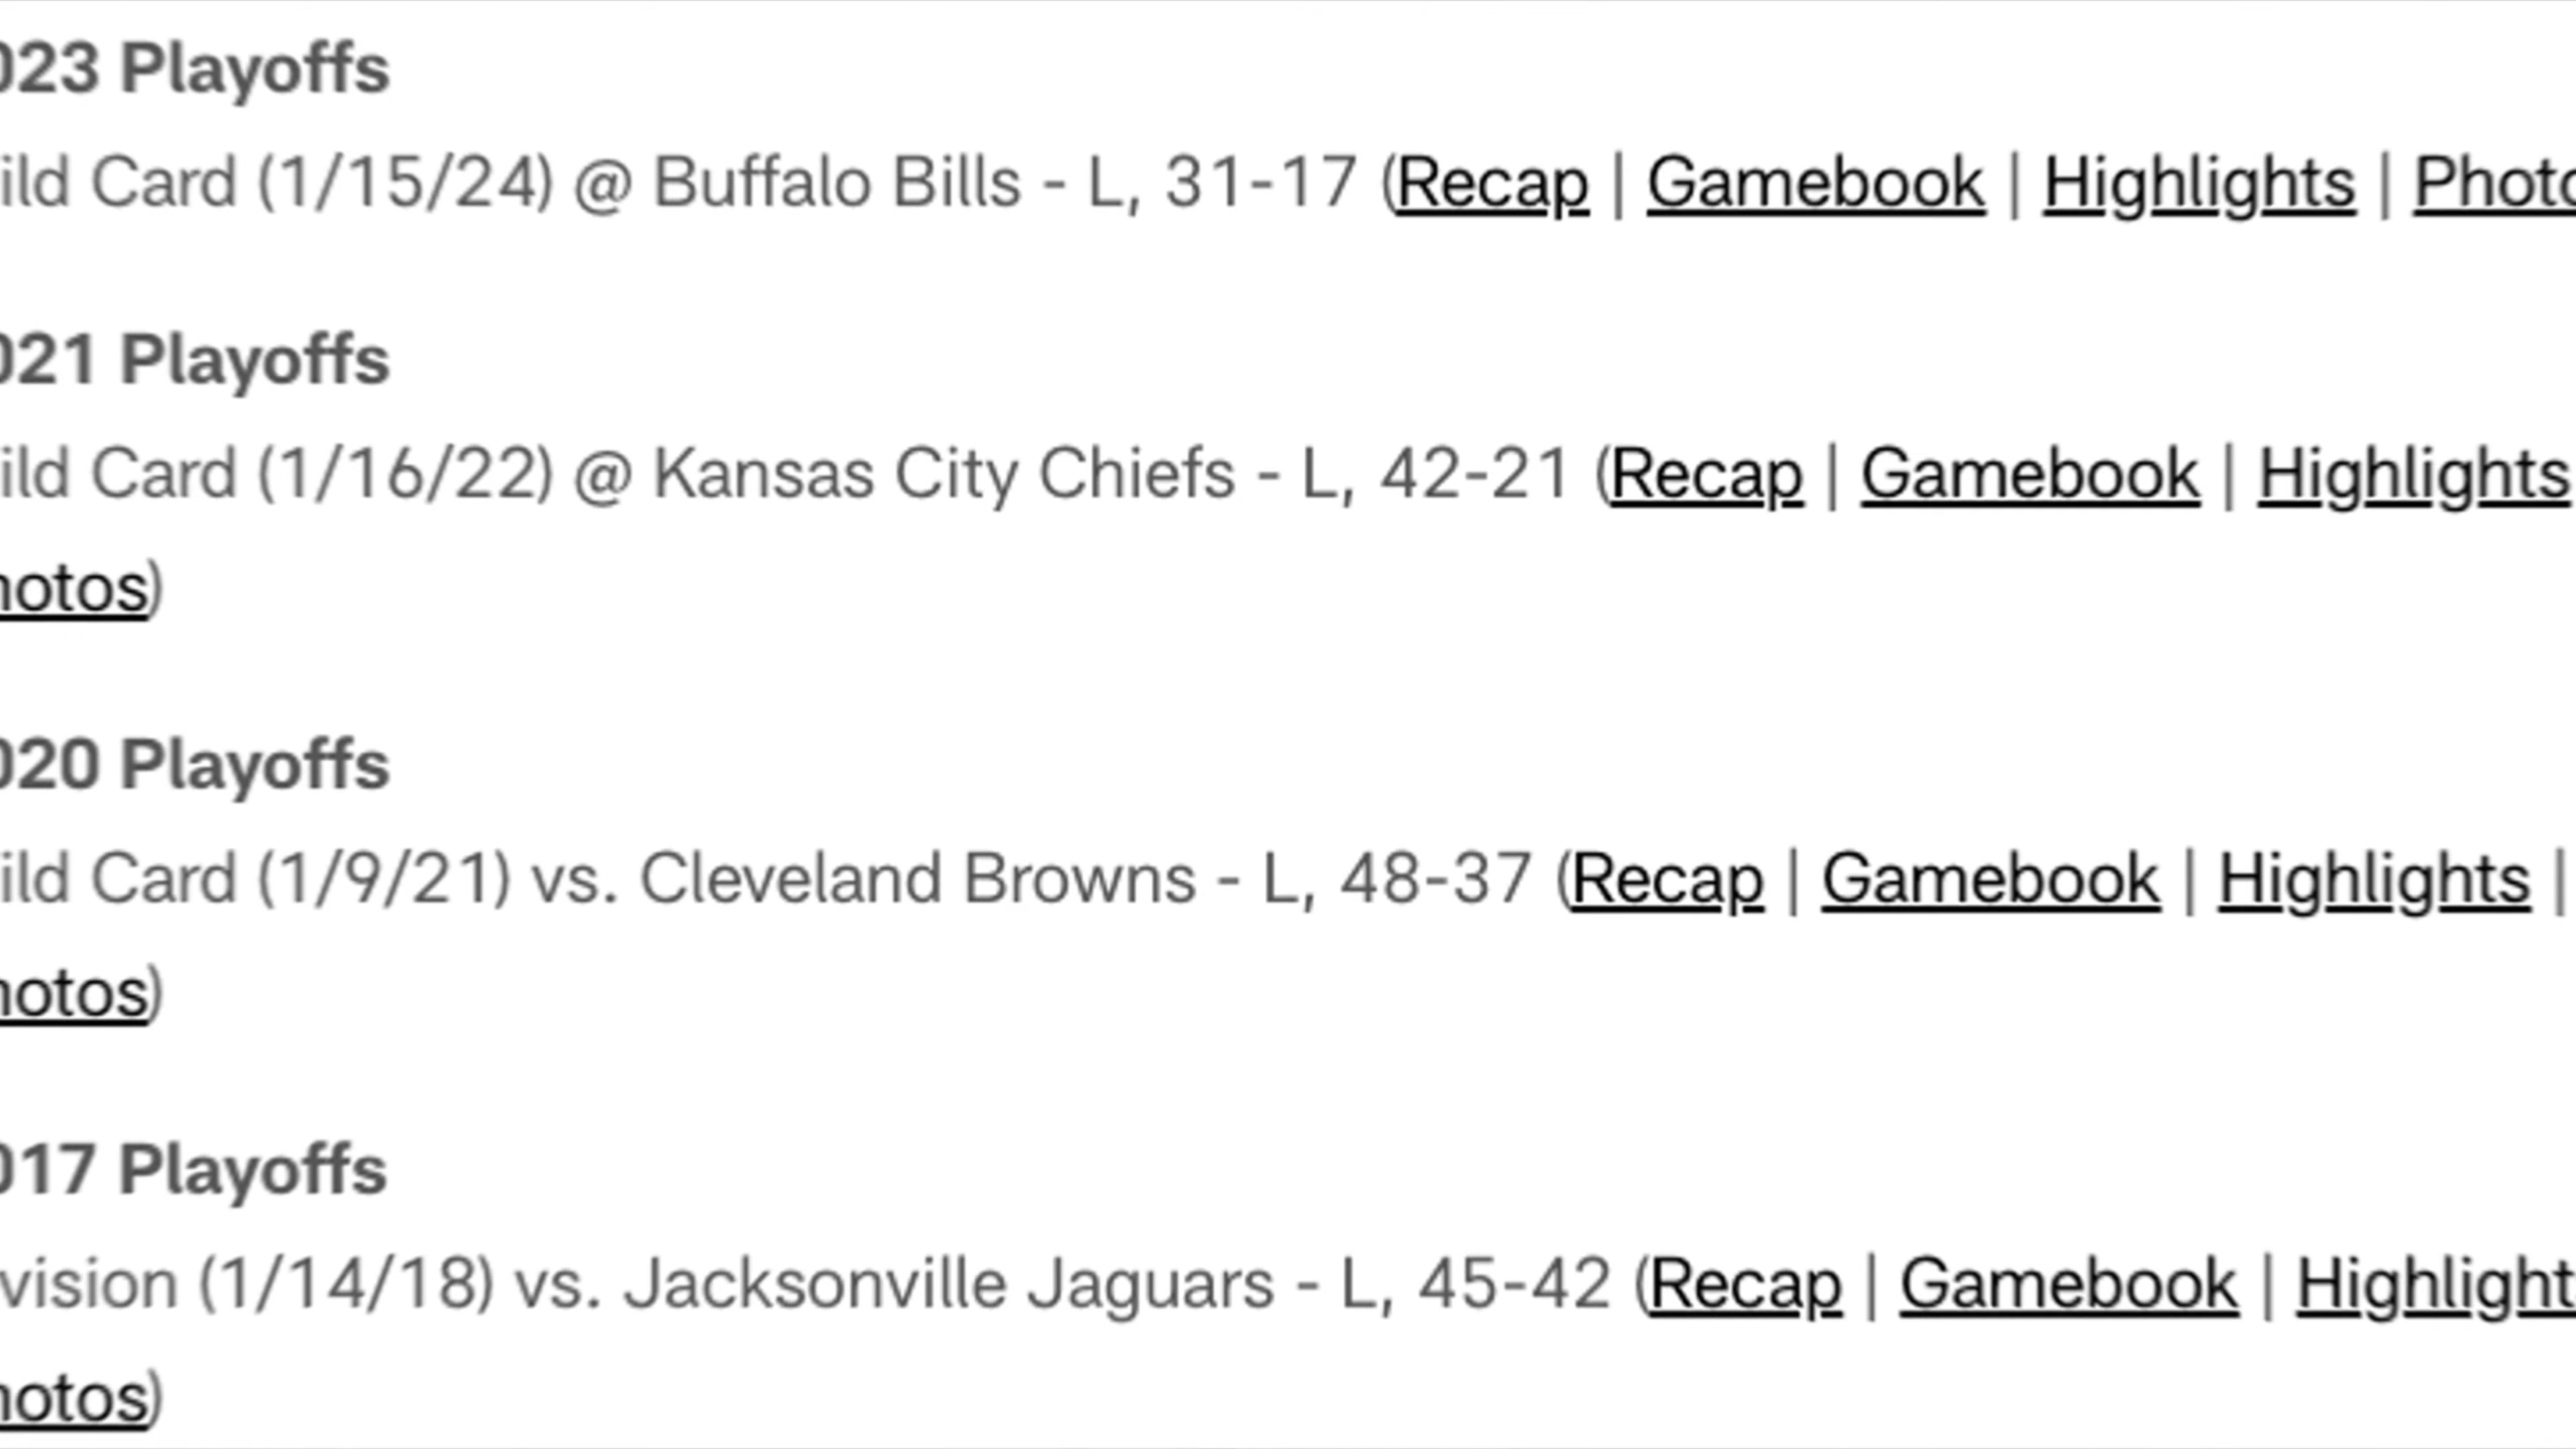 023 Playoffs
ild Card (1/15/24) @ Buffalo Bills - L, 31-17 (Recap | Gamebook | Highlights | Photo
021 Playoffs
ild Card (1/16/22) @ Kansas City Chiefs - L, 42-21 (Recap | Gamebook | Highlights
hotos)
020 Playoffs
ild Card (1/9/21) vs. Cleveland Browns - L, 48-37 (Recap | Gamebook | Highlights |
hotos)
017 Playoffs
vision (1/14/18) vs. Jacksonville Jaguars - L, 45-42 (Recap | Gamebook | Highlight
hotos)